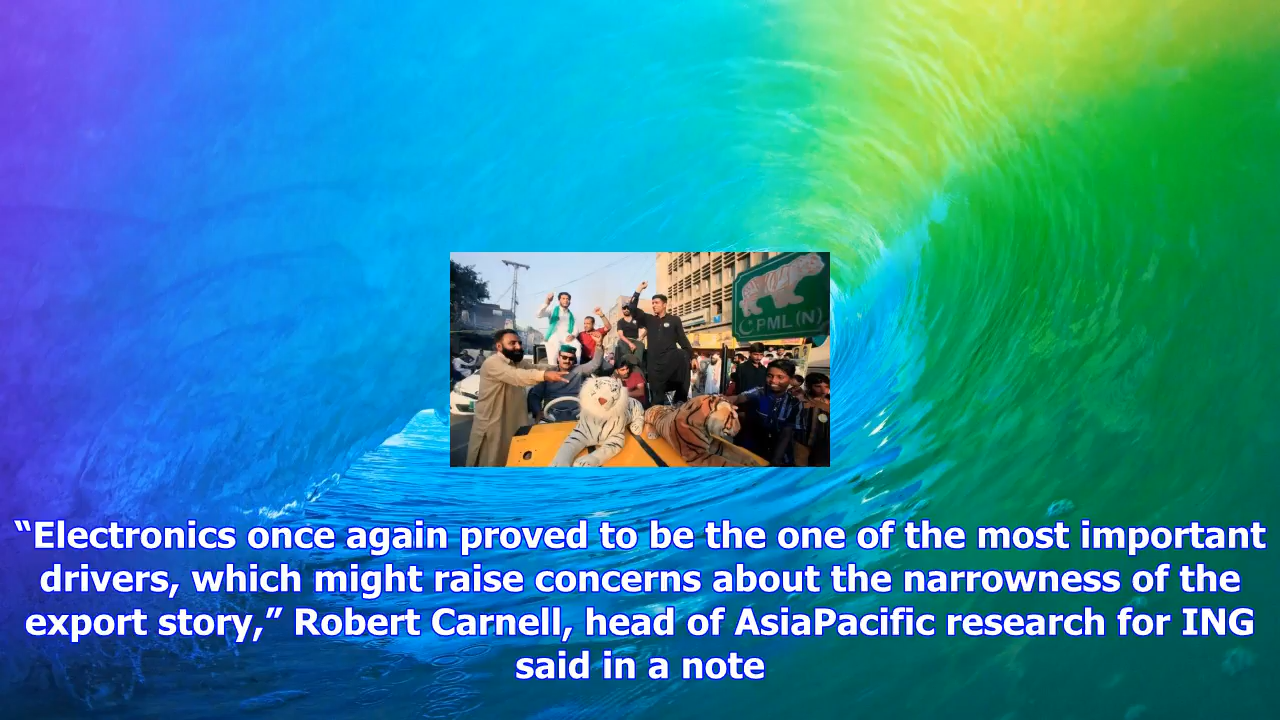 PML(N)
“Electronics once again proved to be the one of the most important
drivers, which might raise concerns about the narrowness of the
export story,” Robert Carnell, head of AsiaPacific research for ING
said in a note